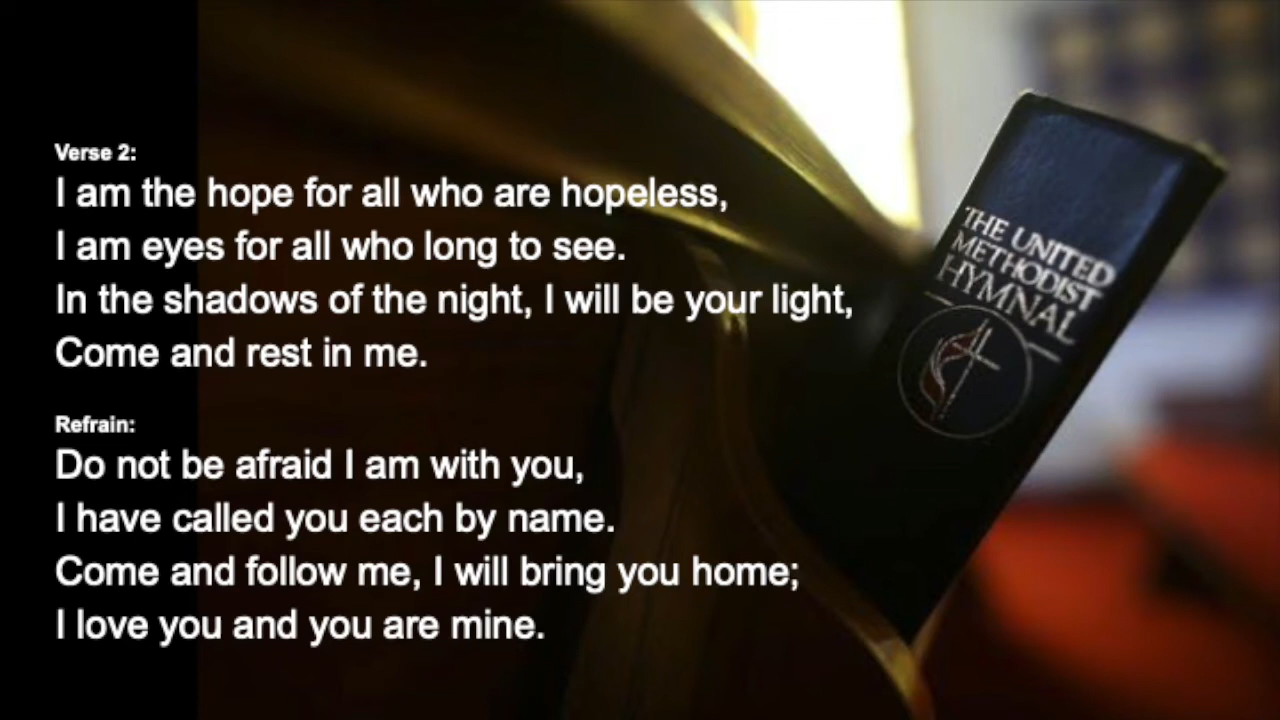 Verse 2:
I am the hope for all who are hopeless,
I am eyes for all who long to see.
In the shadows of the night, I will be your light,
Come and rest in me.
Refrain:
Do not be afraid I am with you,
I have called you each by name.
Come and follow me, I will bring you home;
I love you and you are mine.
THE UNITED
METHODIST
HYMNAL